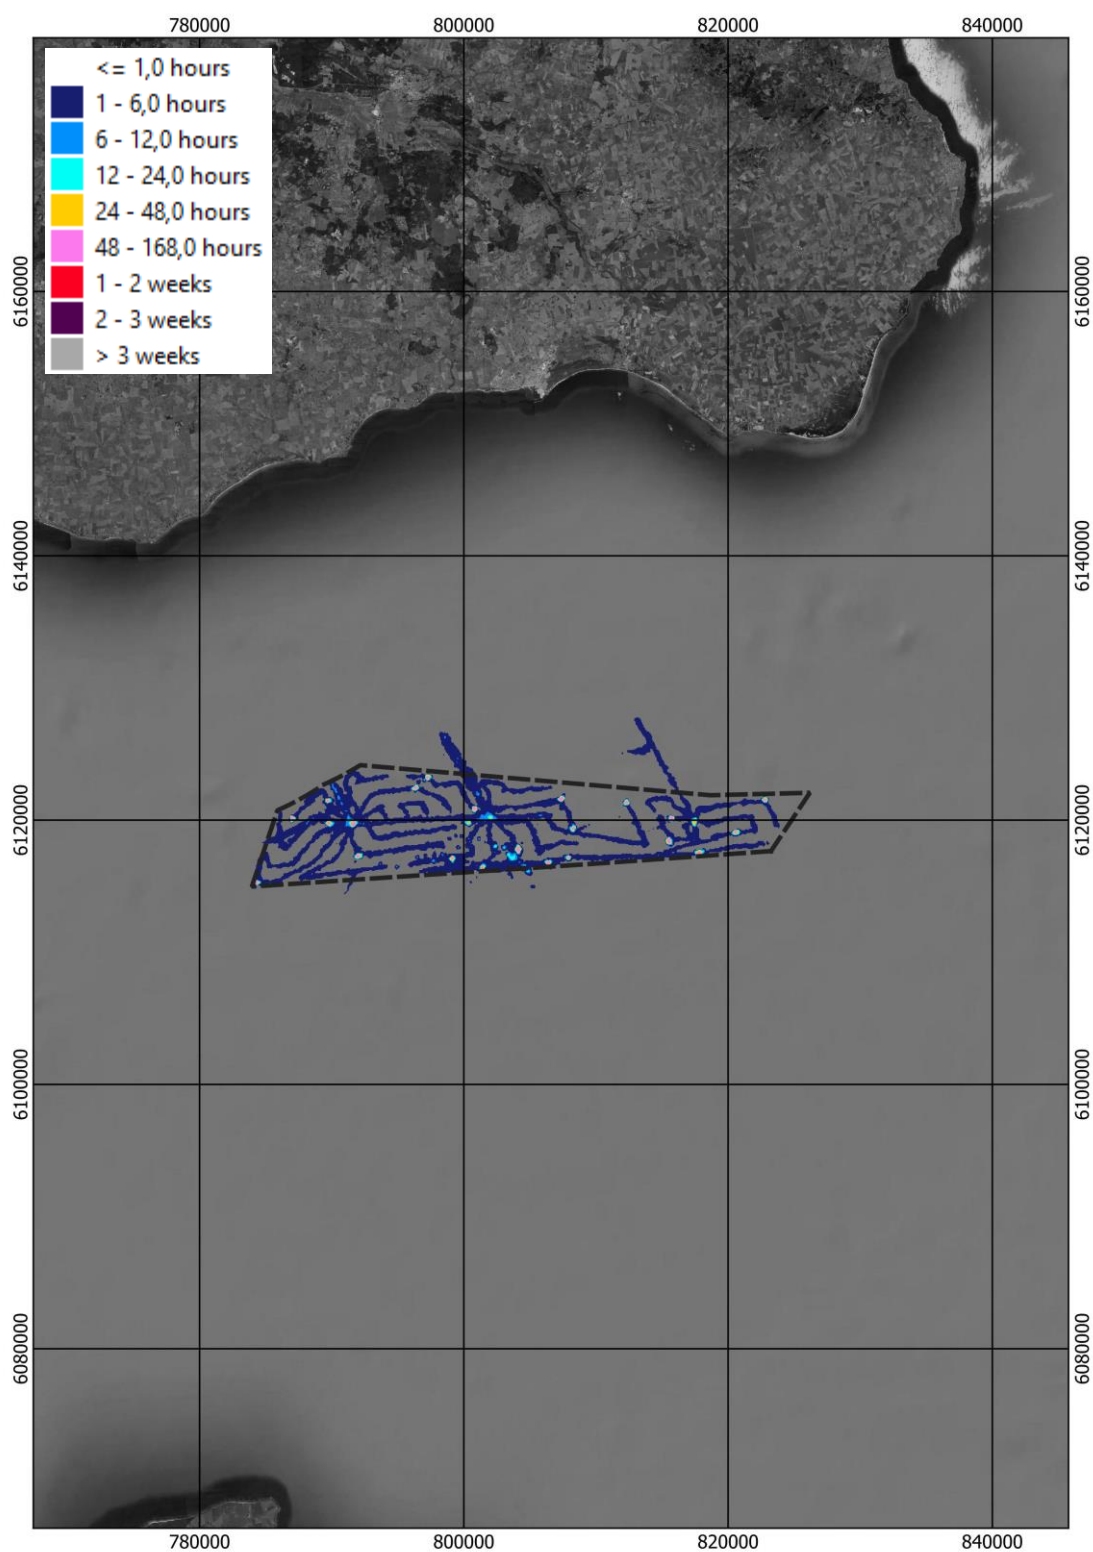 780000 800000 820000 840000
<= 1,0 hours
1 - 6,0 hours
6 - 12,0 hours
12 - 24,0 hours
24 - 48,0 hours
48 - 168,0 hours
1 - 2 weeks
2 - 3 weeks
> 3 weeks
6160000 6160000
6140000 6140000
6120000 6120000
6100000 6100000
6080000 6080000
780000 800000 820000 840000